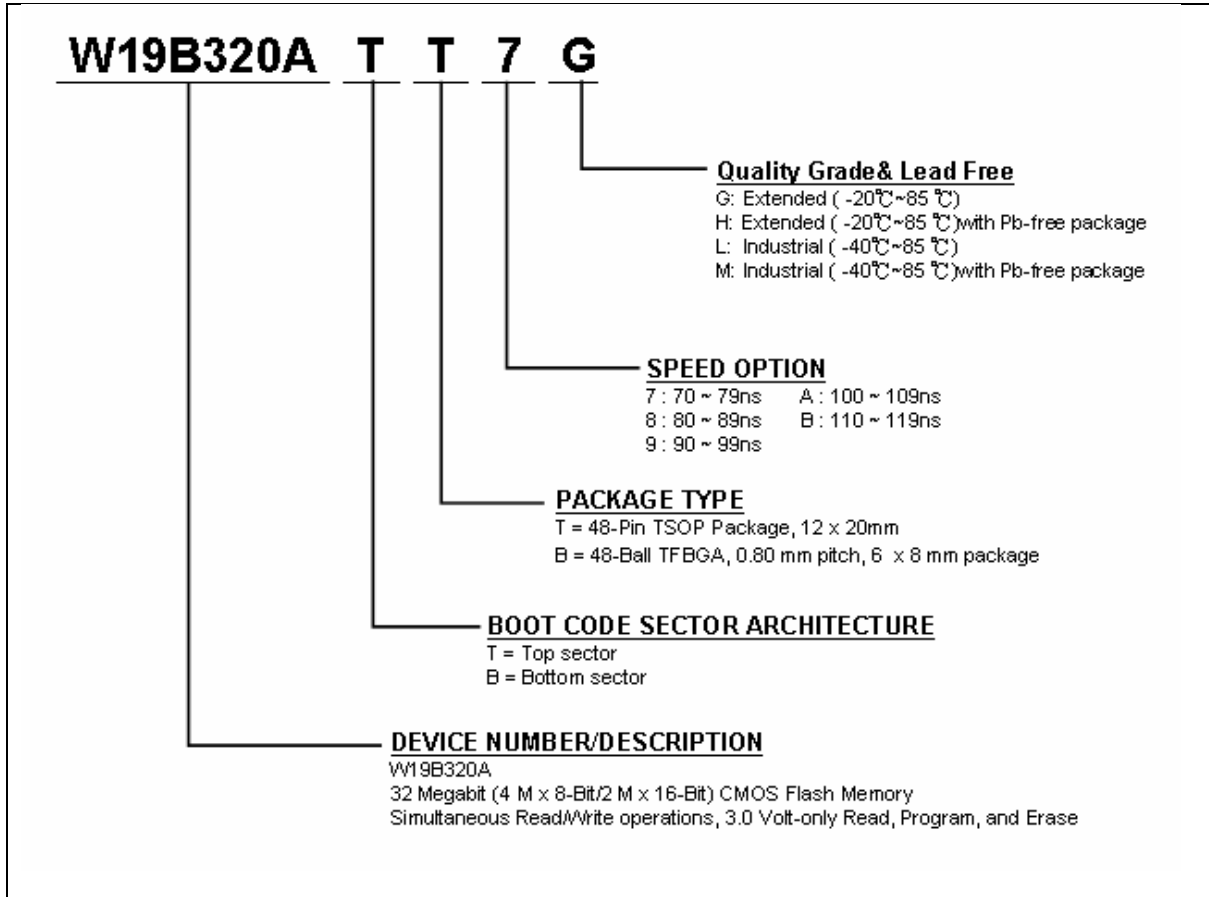 W19B320A T T 7 G
Quality Grade& Lead Free
G: Extended ( -20℃~85 ℃)
H: Extended ( -20℃~85 ℃)with Pb-free package
L: Industrial ( -40℃~85 ℃)
M: Industrial ( -40℃~85 ℃)with Pb-free package
SPEED OPTION
7 : 70 ~ 79ns A : 100 ~ 109ns
8 : 80 ~ 89ns B : 110 ~ 119ns
9 : 90 ~ 99ns
PACKAGE TYPE
T = 48-Pin TSOP Package, 12 x 20mm
B = 48-Ball TFBGA, 0.80 mm pitch, 6 x 8 mm package
BOOT CODE SECTOR ARCHITECTURE
T = Top sector
B = Bottom sector
DEVICE NUMBER/DESCRIPTION
W19B320A
32 Megabit (4 M x 8-Bit/2 M x 16-Bit) CMOS Flash Memory
Simultaneous Read/Write operations, 3.0 Volt-only Read, Program, and Erase